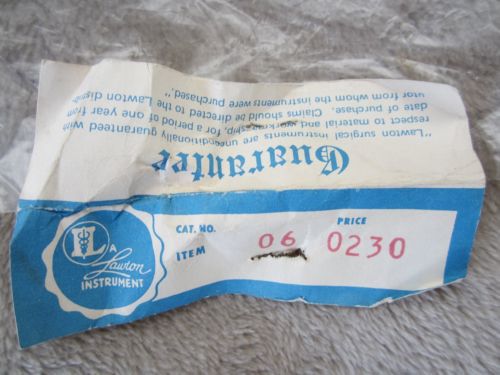 Guarantee
"Lawton surgical instruments are unconditionally guaranteed with
respect to material and workmanship, for a period of one year from
date of purchase. Claims should be directed to the Lawton distrib-
utor from whom the instruments were purchased."
CAT. NO. PRICE
ITEM 06 0230
L
A
Lawton
INSTRUMENT